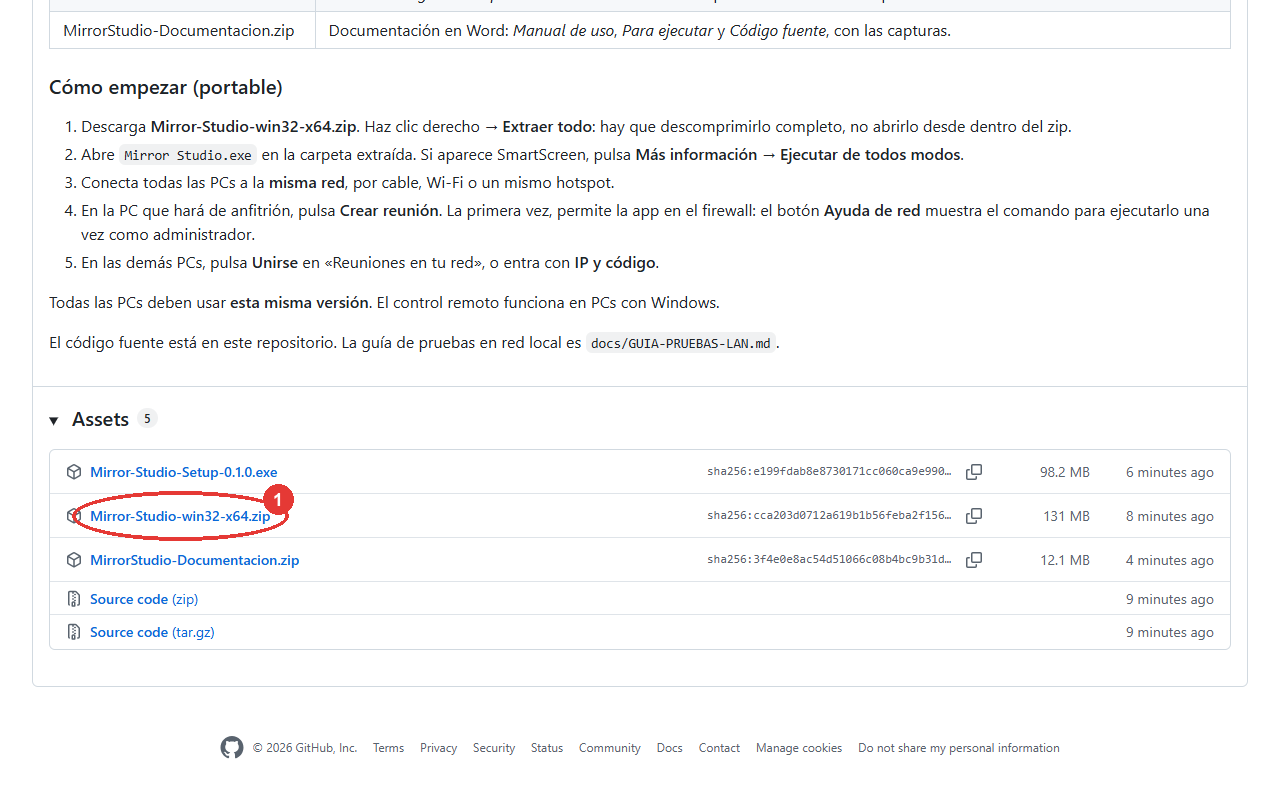 MirrorStudio-Documentacion.zip Documentación en Word: Manual de uso, Para ejecutar y Código fuente, con las capturas.
Cómo empezar (portable)
1. Descarga Mirror-Studio-win32-x64.zip. Haz clic derecho → Extraer todo: hay que descomprimirlo completo, no abrirlo desde dentro del zip.
2. Abre Mirror Studio.exe en la carpeta extraída. Si aparece SmartScreen, pulsa Más información → Ejecutar de todos modos.
3. Conecta todas las PCs a la misma red, por cable, Wi-Fi o un mismo hotspot.
4. En la PC que hará de anfitrión, pulsa Crear reunión. La primera vez, permite la app en el firewall: el botón Ayuda de red muestra el comando para ejecutarlo una
vez como administrador.
5. En las demás PCs, pulsa Unirse en «Reuniones en tu red», o entra con IP y código.
Todas las PCs deben usar esta misma versión. El control remoto funciona en PCs con Windows.
El código fuente está en este repositorio. La guía de pruebas en red local es docs/GUIA-PRUEBAS-LAN.md.
Assets 5
Mirror-Studio-Setup-0.1.0.exe sha256:e199fdab8e8730171cc060ca9e990… 98.2 MB 6 minutes ago
1
Mirror-Studio-win32-x64.zip sha256:cca203d0712a619b1b56feba2f156… 131 MB 8 minutes ago
MirrorStudio-Documentacion.zip sha256:3f4e0e8ac54d51066c08b4bc9b31d… 12.1 MB 4 minutes ago
Source code (zip) 9 minutes ago
Source code (tar.gz) 9 minutes ago
© 2026 GitHub, Inc. Terms Privacy Security Status Community Docs Contact Manage cookies Do not share my personal information